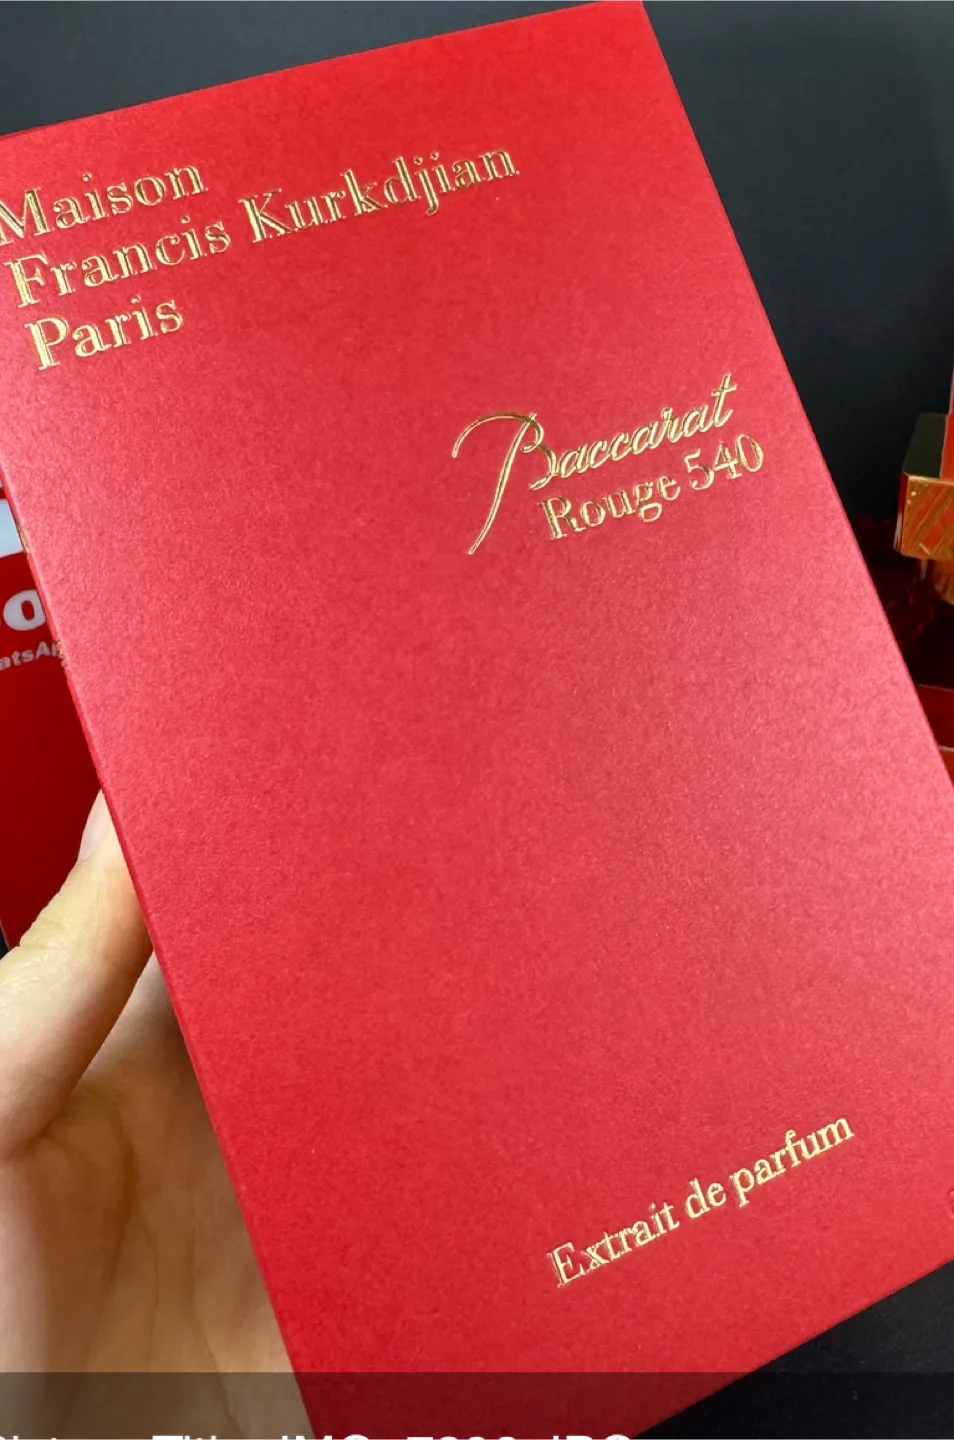 Maison
Francis Kurkdjian
Paris
Baccarat
Rouge 540
Extrait de parfum